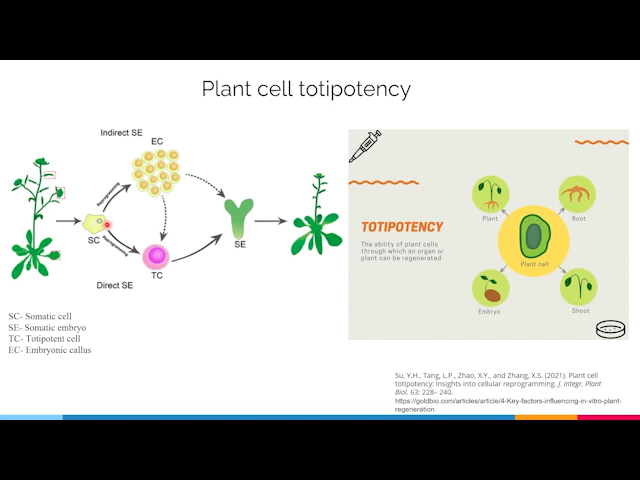 Plant cell totipotency
Indirect SE
EC
Reprogramming
SC
Reprogramming
TC
Direct SE
SE
SC- Somatic cell
SE- Somatic embryo
TC- Totipotent cell
EC- Embryonic callus
TOTIPOTENCY
The ability of plant cells
through which an organ or
plant can be regenerated.
Plant
Root
Plant cell
Embryo
Shoot
Su, Y.H., Tang, L.P., Zhao, X.Y., and Zhang, X.S. (2021). Plant cell
totipotency: Insights into cellular reprogramming. J. Integr. Plant
Biol. 63: 228– 240.
https://goldbio.com/articles/article/4-Key-factors-influencing-in-vitro-plant-
regeneration